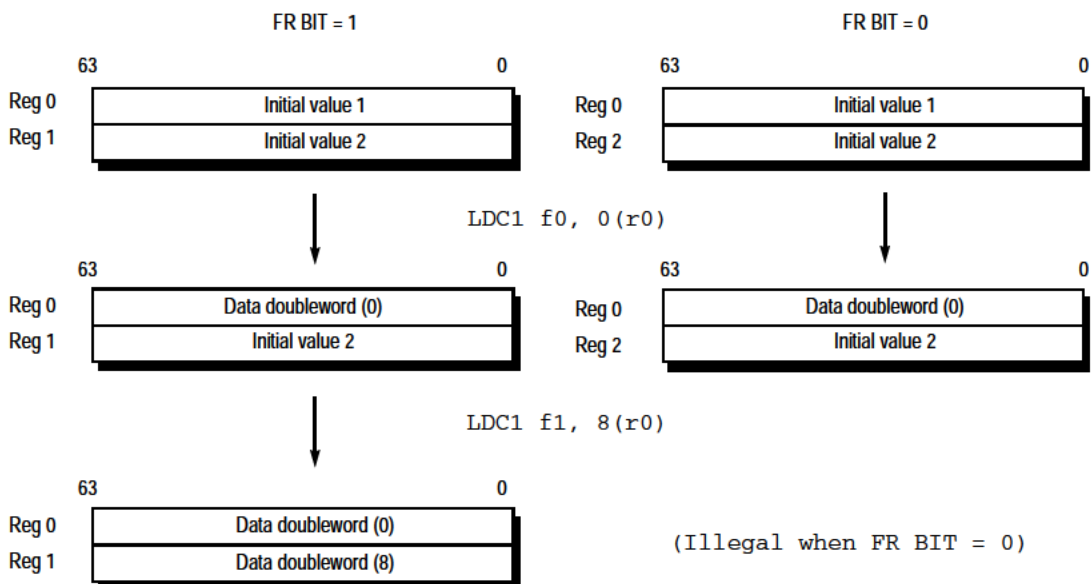 FR BIT = 1 FR BIT = 0
63 0 63 0
Reg 0 Initial value 1 Reg 0 Initial value 1
Reg 1 Initial value 2 Reg 2 Initial value 2
LDC1 f0, 0(r0)
63 0 63 0
Reg 0 Data doubleword (0) Reg 0 Data doubleword (0)
Reg 1 Initial value 2 Reg 2 Initial value 2
LDC1 f1, 8(r0)
63 0
Reg 0 Data doubleword (0)
Reg 1 Data doubleword (8)
(Illegal when FR BIT = 0)